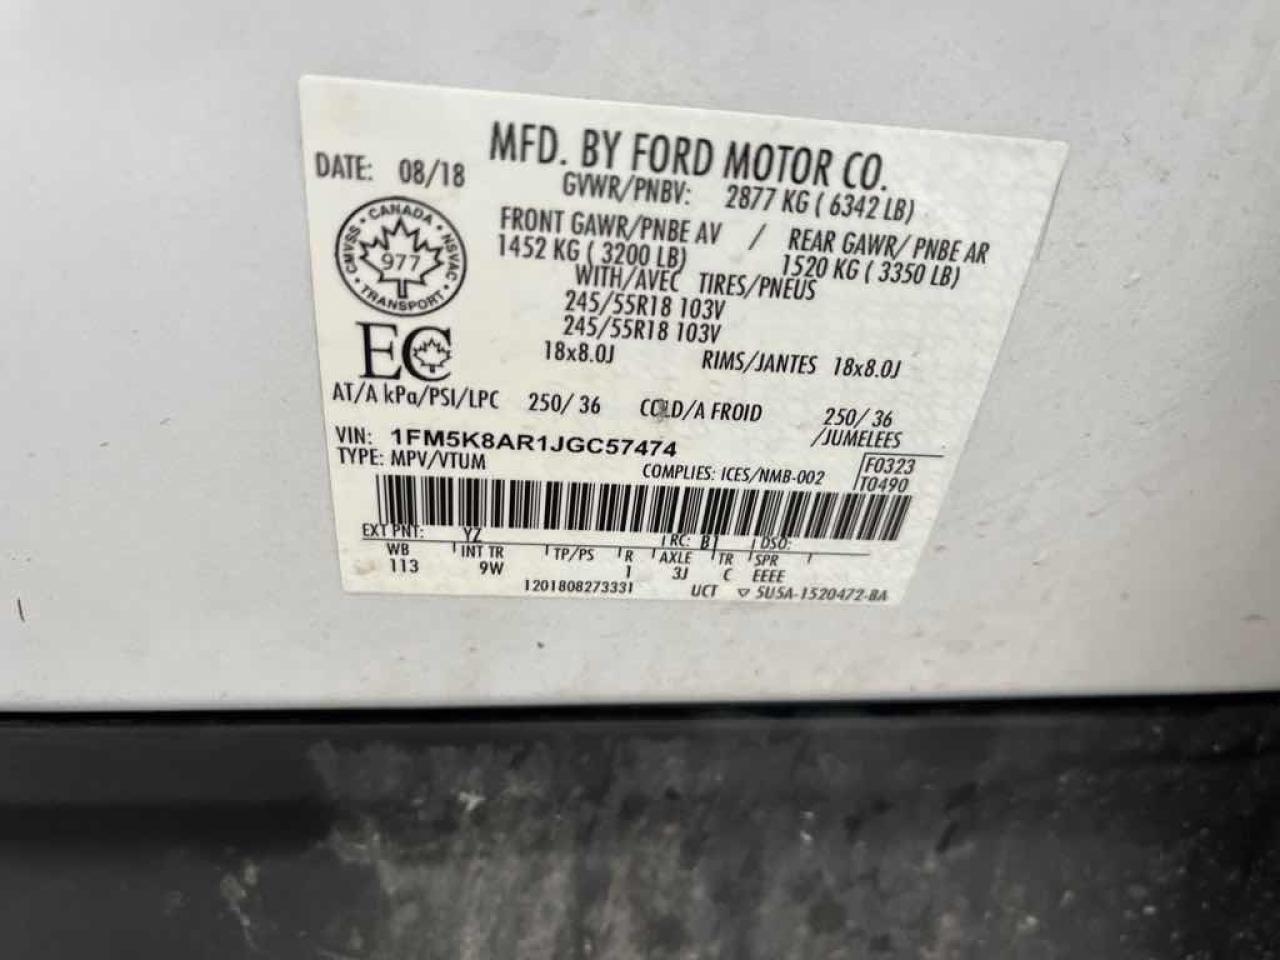 MFD. BY FORD MOTOR CO.
DATE: 08/18
GVWR/PNBV: 2877 KG ( 6342 LB)
FRONT GAWR/PNBE AV / REAR GAWR/ PNBE AR
1452 KG ( 3200 LB) 1520 KG ( 3350 LB)
WITH/AVEC TIRES/PNEUS
245/55R18 103V
245/55R18 103V
18x8.0J RIMS/JANTES 18x8.0J
CANADA
CMVSS • NSVAC
977
TRANSPORT
EC
AT/A kPa/PSI/LPC 250/ 36 COLD/A FROID 250/ 36
/JUMELEES
VIN: 1FM5K8AR1JGC57474
TYPE: MPV/VTUM
COMPLIES: ICES/NMB-002
F0323
T0490
EXT PNT: YZ RC: B1 DSO:
WB INT TR TP/PS R AXLE TR SPR
113 9W 1 3J C EEEE
1201808273331 UCT ▽ 5U5A-1520472-BA